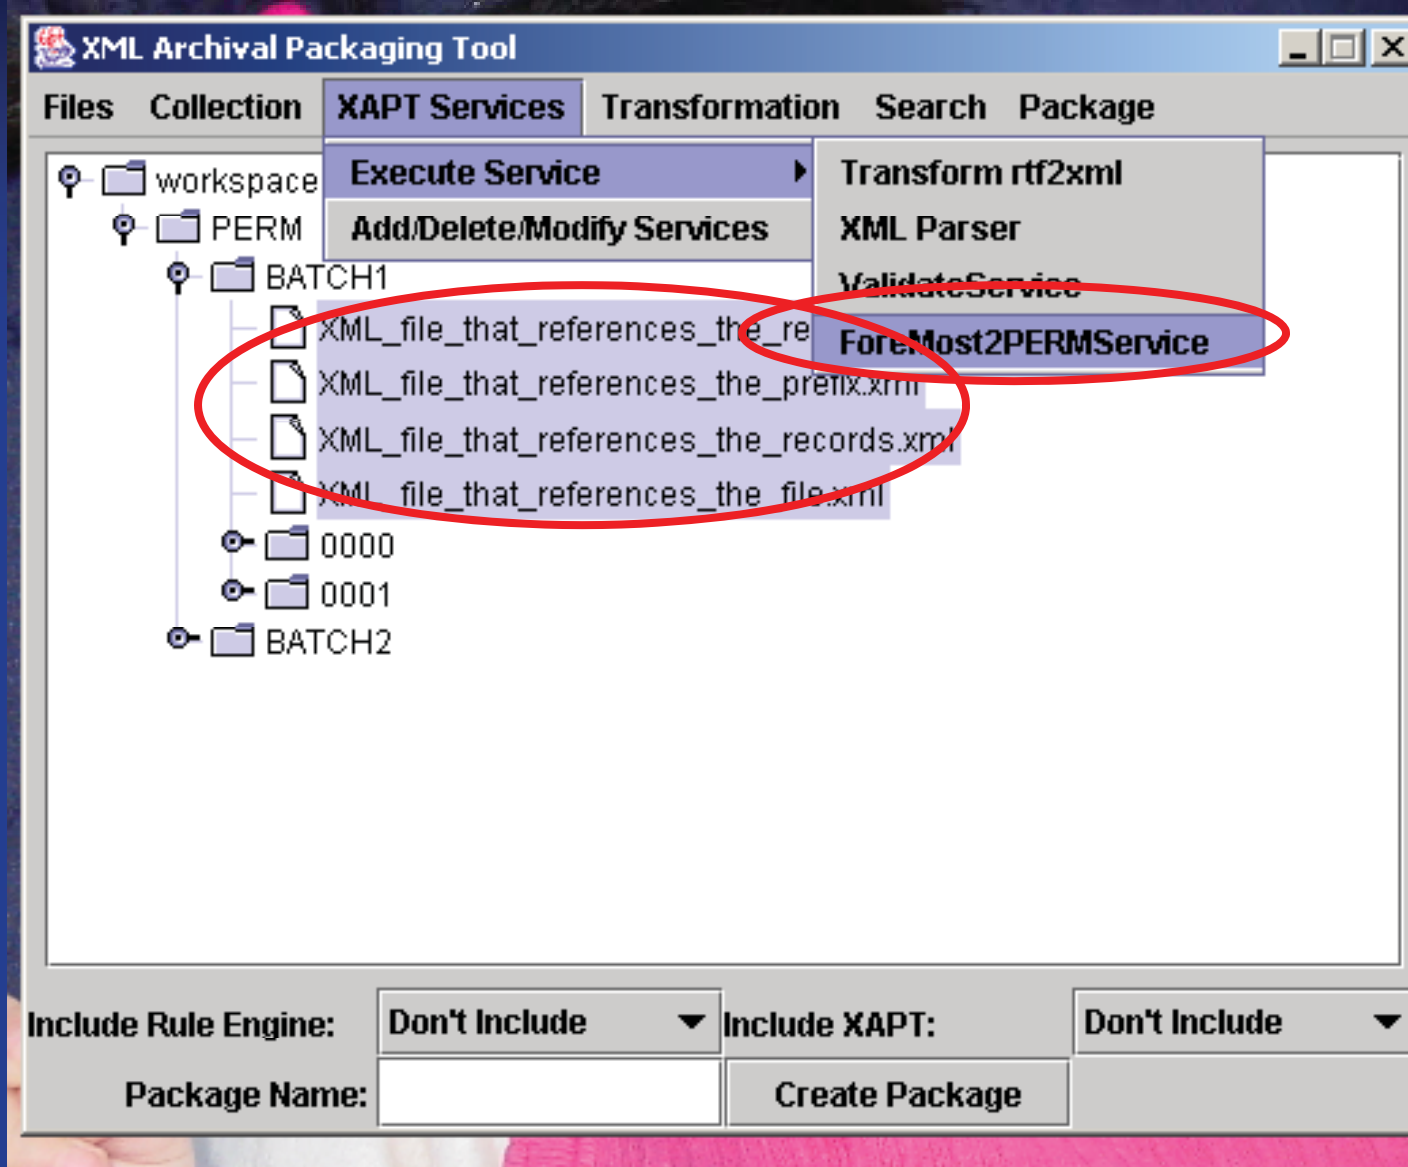 XML Archival Packaging Tool
Files Collection XAPT Services Transformation Search Package
workspace Execute Service Transform rtf2xml
PERM Add/Delete/Modify Services XML Parser
BATCH1 ValidateService
XML_file_that_references_the_re ForeMost2PERMService
XML_file_that_references_the_prefix.xml
XML_file_that_references_the_records.xml
XML_file_that_references_the_file.xml
0000
0001
BATCH2
Include Rule Engine: Don't Include Include XAPT: Don't Include
Package Name: Create Package